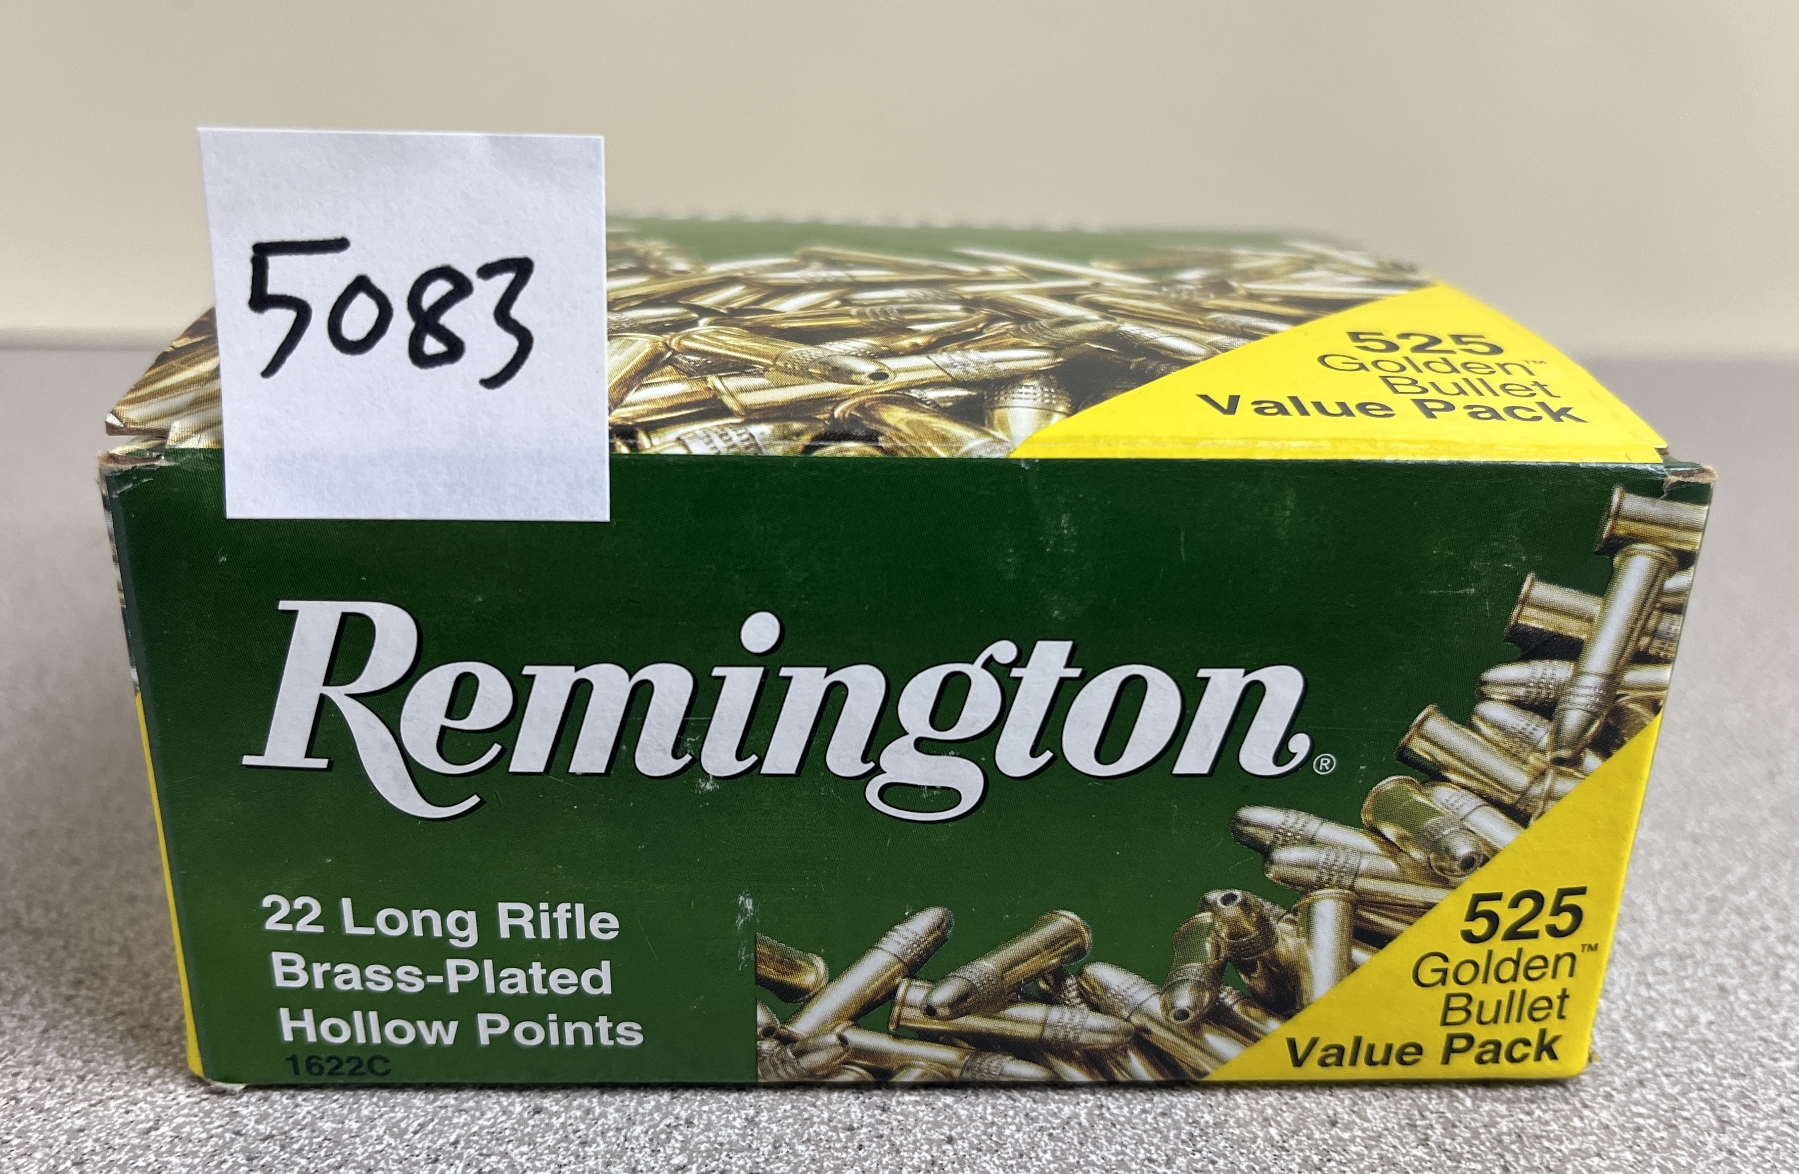 5083
525
Golden™
Bullet
Value Pack
Remington®
22 Long Rifle
Brass-Plated
Hollow Points
1622C
525
Golden™
Bullet
Value Pack